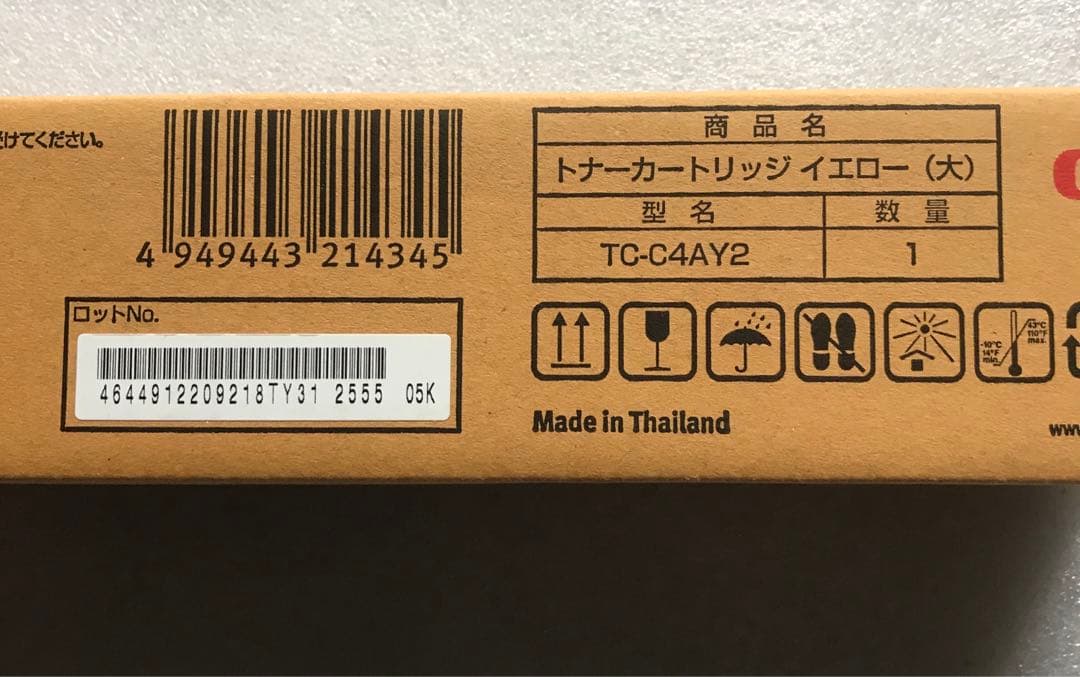 けてください。
4 949443 214345
ロットNo.
4644912209218TY31 2555 05K
商品名
トナーカートリッジ イエロー（大）
型名 数量
TC-C4AY2 1
-10°C
14°F
min.
43°C
110°F
max.
Made in Thailand
www